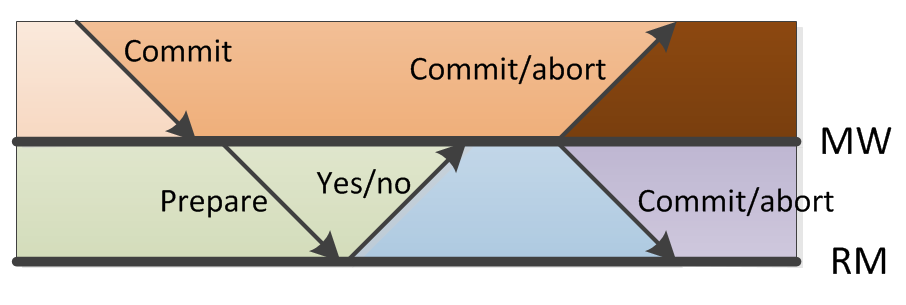 Commit
Commit/abort
MW
Prepare
Yes/no
Commit/abort
RM